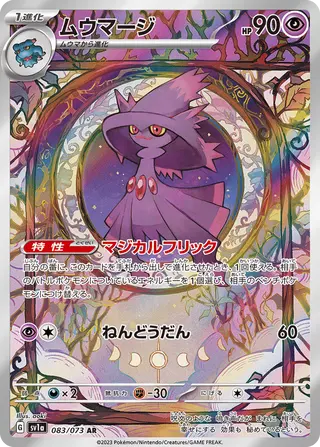 1進化
ムウマージ
HP 90
ムウマから進化
特性
マジカルフリック
自分の番に、このカードを手札から出して進化させたとき、1回使える。相手
のバトルポケモンについているエネルギーを1個選び、相手のベンチポケ
モンにつけ替える。
ねんどうだん 60
弱点 ×2 抵抗力 -30 にげる
Illus.
G sv1a 083/073 AR
©2023 Pokémon/Nintendo/Creatures/GAME FREAK.